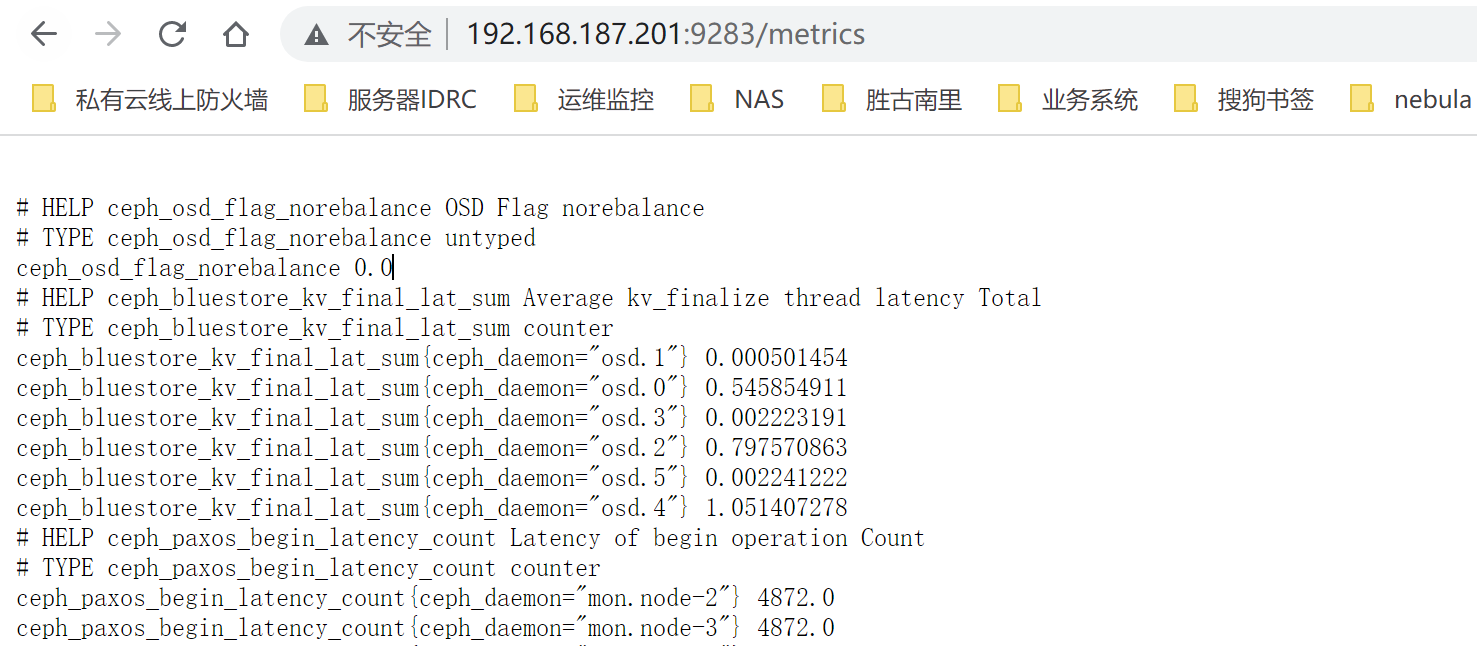 不安全 192.168.187.201:9283/metrics
私有云线上防火墙 服务器IDRC 运维监控 NAS 胜古南里 业务系统 搜狗书签 nebula
# HELP ceph_osd_flag_norebalance OSD Flag norebalance
# TYPE ceph_osd_flag_norebalance untyped
ceph_osd_flag_norebalance 0.0
# HELP ceph_bluestore_kv_final_lat_sum Average kv_finalize thread latency Total
# TYPE ceph_bluestore_kv_final_lat_sum counter
ceph_bluestore_kv_final_lat_sum{ceph_daemon="osd.1"} 0.000501454
ceph_bluestore_kv_final_lat_sum{ceph_daemon="osd.0"} 0.545854911
ceph_bluestore_kv_final_lat_sum{ceph_daemon="osd.3"} 0.002223191
ceph_bluestore_kv_final_lat_sum{ceph_daemon="osd.2"} 0.797570863
ceph_bluestore_kv_final_lat_sum{ceph_daemon="osd.5"} 0.002241222
ceph_bluestore_kv_final_lat_sum{ceph_daemon="osd.4"} 1.051407278
# HELP ceph_paxos_begin_latency_count Latency of begin operation Count
# TYPE ceph_paxos_begin_latency_count counter
ceph_paxos_begin_latency_count{ceph_daemon="mon.node-2"} 4872.0
ceph_paxos_begin_latency_count{ceph_daemon="mon.node-3"} 4872.0